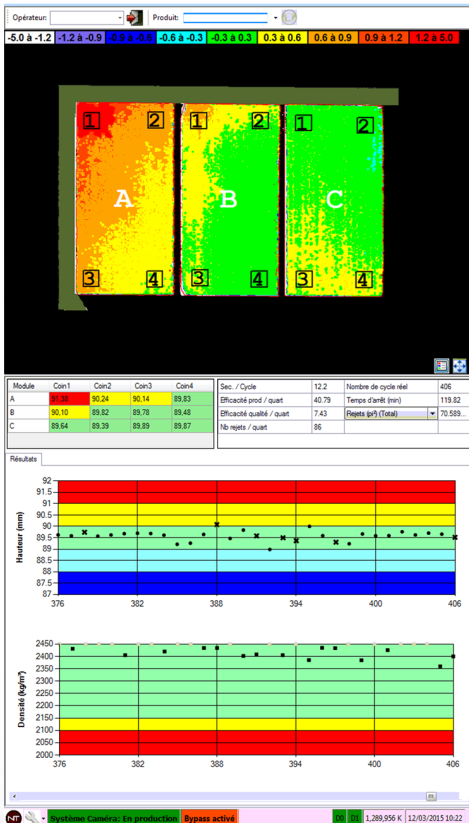 Opérateur: Produit:
-5.0 à -1.2 -1.2 à -0.9 -0.9 à -0.6 -0.6 à -0.3 -0.3 à 0.3 0.3 à 0.6 0.6 à 0.9 0.9 à 1.2 1.2 à 5.0
1 2 1 2 1 2
A B C
3 4 3 4 3 4
Module Coin1 Coin2 Coin3 Coin4
A 91,38 90,24 90,14 89,83
B 90,10 89,82 89,78 89,48
C 89,64 89,39 89,89 89,87
Sec. / Cycle 12.2 Nombre de cycle réel 406
Efficacité prod / quart 40.79 Temps d'arrêt (min) 119.82
Efficacité qualité / quart 7.43 Rejets (pi²) (Total) 70.589...
Nb rejets / quart 86
Résultats
Hauteur (mm)
92
91.5
91
90.5
90
89.5
89
88.5
88
87.5
87
376 382 388 394 400 406
Densité (kg/m³)
2450
2400
2350
2300
2250
2200
2150
2100
2050
2000
376 382 388 394 400 406
NT Système Caméra: En production Bypass activé D0 D1 1,289,956 K 12/03/2015 10:22